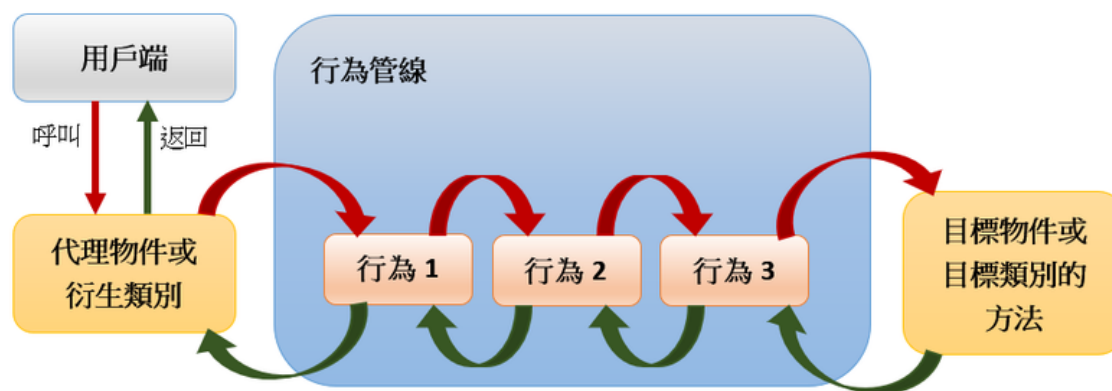 用戶端
行為管線
呼叫
返回
代理物件或
衍生類別
行為 1
行為 2
行為 3
目標物件或
目標類別的
方法